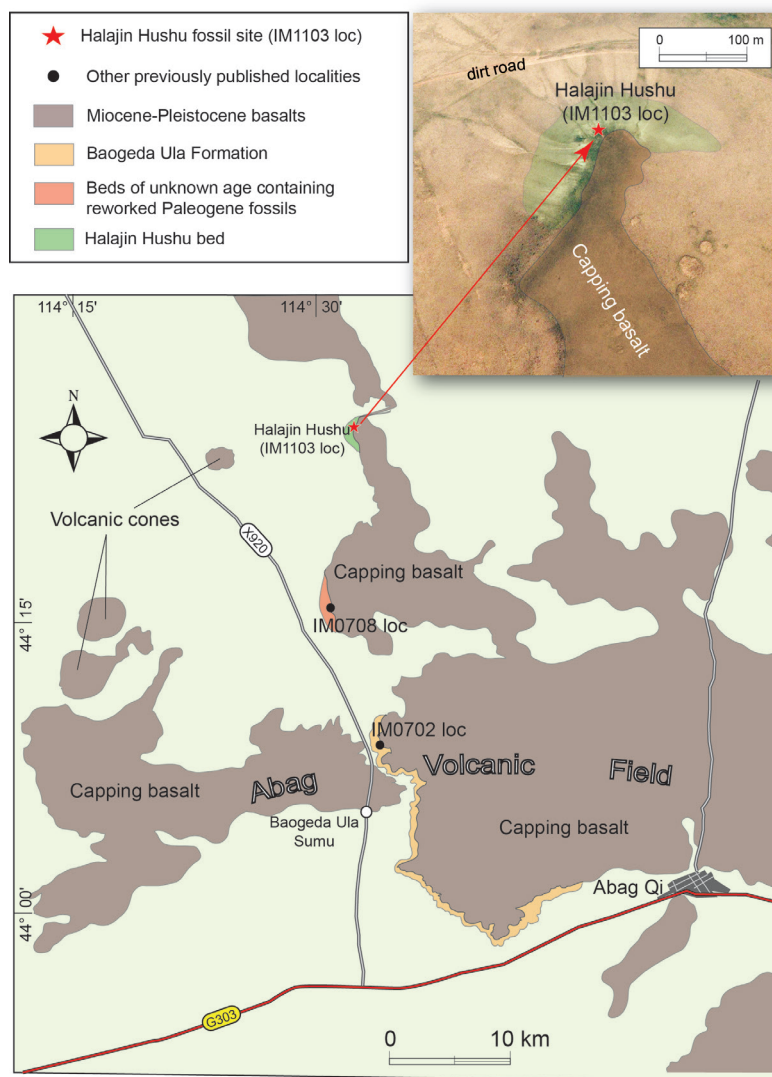 Halajin Hushu fossil site (IM1103 loc)
Other previously published localities
Miocene-Pleistocene basalts
Baogeda Ula Formation
Beds of unknown age containing
reworked Paleogene fossils
Halajin Hushu bed
0 100 m
dirt road
Halajin Hushu
(IM1103 loc)
Capping basalt
114° 15'
114° 30'
N
Halajin Hushu
(IM1103 loc)
Volcanic cones
X920
Capping basalt
44° 15'
IM0708 loc
IM0702 loc
Abag Volcanic Field
Capping basalt
Baogeda Ula
Sumu
Capping basalt
Abag Qi
44° 00'
G303
0 10 km